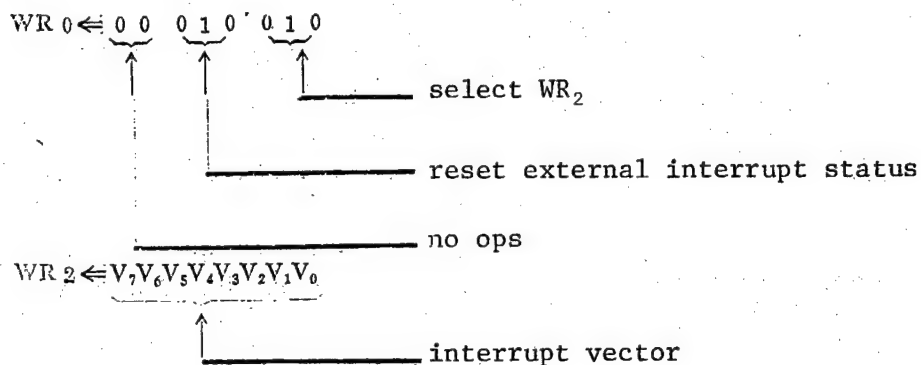 WR 0 ⇐ 0 0 0 1 0 0 1 0
select WR₂
reset external interrupt status
no ops
WR 2 ⇐ V₇V₆V₅V₄V₃V₂V₁V₀
interrupt vector